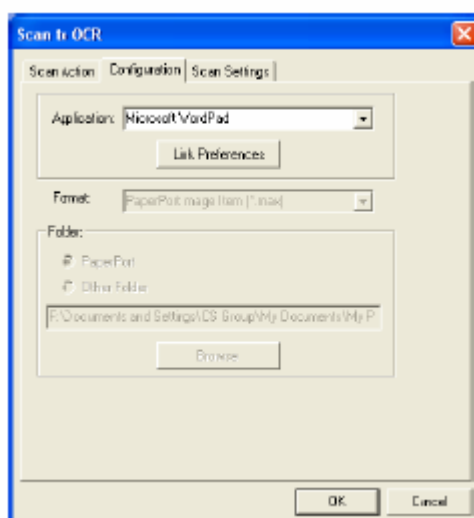 Scan to OCR
Scan Action Configuration Scan Settings
Application: Microsoft WordPad
Link Preferences
Format: PaperPort Image Item (*.max)
Folder:
PaperPort
Other Folder
F:\Documents and Settings\CS Group\My Documents\My P
Browse
OK Cancel